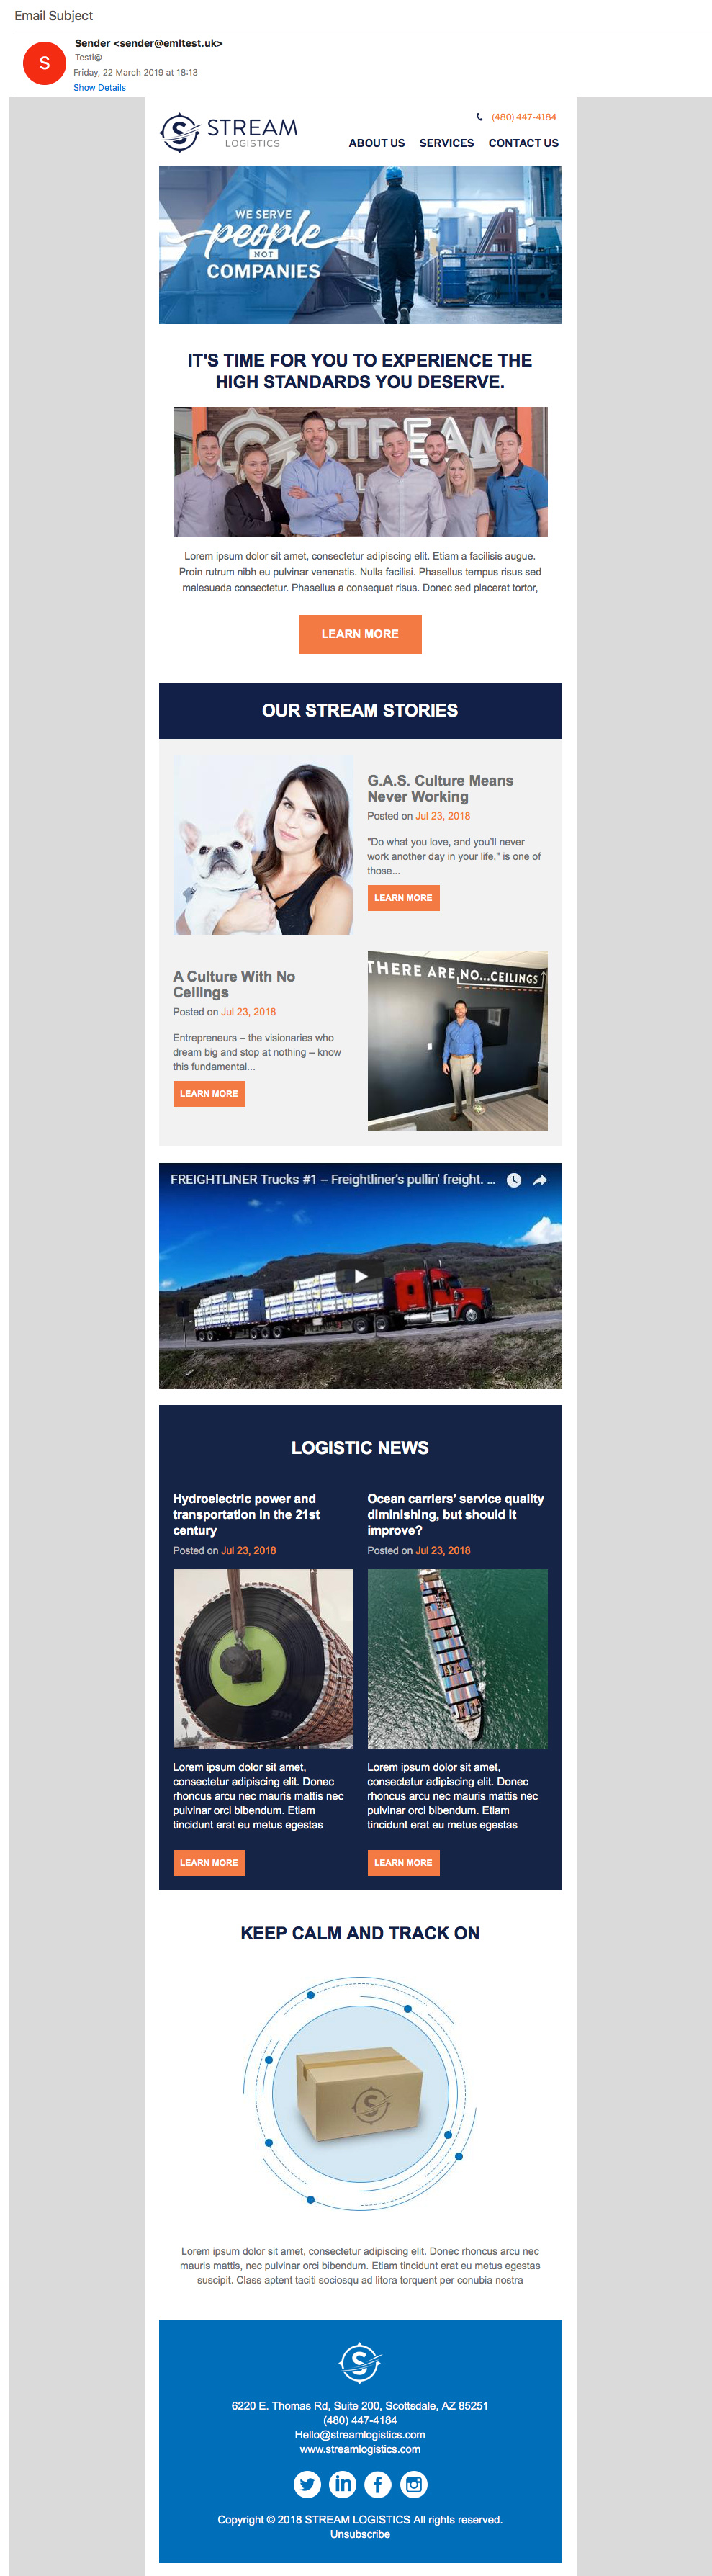 Email Subject
S
Sender <sender@emltest.uk>
Testi@
Friday, 22 March 2019 at 18:13
Show Details
STREAM
LOGISTICS
(480) 447-4184
ABOUT US SERVICES CONTACT US
WE SERVE
people
NOT
COMPANIES
IT'S TIME FOR YOU TO EXPERIENCE THE
HIGH STANDARDS YOU DESERVE.
STREAM
Lorem ipsum dolor sit amet, consectetur adipiscing elit. Etiam a facilisis augue.
Proin rutrum nibh eu pulvinar venenatis. Nulla facilisi. Phasellus tempus risus sed
malesuada consectetur. Phasellus a consequat risus. Donec sed placerat tortor,
LEARN MORE
OUR STREAM STORIES
G.A.S. Culture Means
Never Working
Posted on Jul 23, 2018
"Do what you love, and you'll never
work another day in your life," is one of
those...
LEARN MORE
A Culture With No
Ceilings
Posted on Jul 23, 2018
Entrepreneurs – the visionaries who
dream big and stop at nothing – know
this fundamental...
LEARN MORE
THERE ARE NO...CEILINGS
FREIGHTLINER Trucks #1 -- Freightliner's pullin' freight. ...
LOGISTIC NEWS
Hydroelectric power and
transportation in the 21st
century
Posted on Jul 23, 2018
Lorem ipsum dolor sit amet,
consectetur adipiscing elit. Donec
rhoncus arcu nec mauris mattis nec
pulvinar orci bibendum. Etiam
tincidunt erat eu metus egestas
LEARN MORE
Ocean carriers' service quality
diminishing, but should it
improve?
Posted on Jul 23, 2018
Lorem ipsum dolor sit amet,
consectetur adipiscing elit. Donec
rhoncus arcu nec mauris mattis nec
pulvinar orci bibendum. Etiam
tincidunt erat eu metus egestas
LEARN MORE
KEEP CALM AND TRACK ON
S
Lorem ipsum dolor sit amet, consectetur adipiscing elit. Donec rhoncus arcu nec
mauris mattis, nec pulvinar orci bibendum. Etiam tincidunt erat eu metus egestas
suscipit. Class aptent taciti sociosqu ad litora torquent per conubia nostra
S
6220 E. Thomas Rd, Suite 200, Scottsdale, AZ 85251
(480) 447-4184
Hello@streamlogistics.com
www.streamlogistics.com
Copyright © 2018 STREAM LOGISTICS All rights reserved.
Unsubscribe